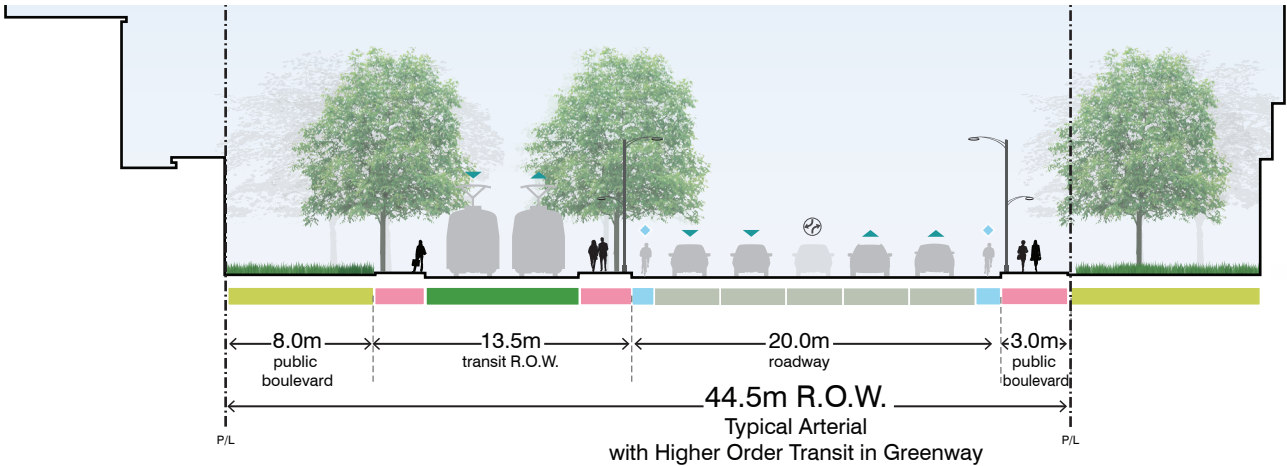 8.0m
public
boulevard
13.5m
transit R.O.W.
20.0m
roadway
3.0m
public
boulevard
44.5m R.O.W.
Typical Arterial
with Higher Order Transit in Greenway
P/L
P/L